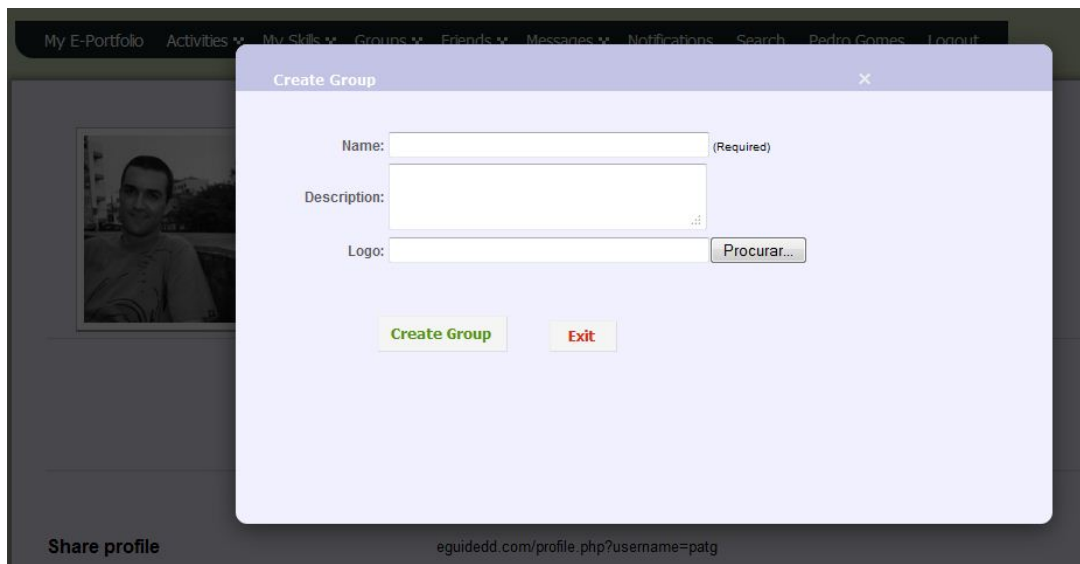 My E-Portfolio Activities My Skills Groups Friends Messages Notifications Search Pedro Gomes Logout
Create Group ×
Name: (Required)
Description:
Logo: Procurar...
Create Group Exit
Share profile eguidedd.com/profile.php?username=patg